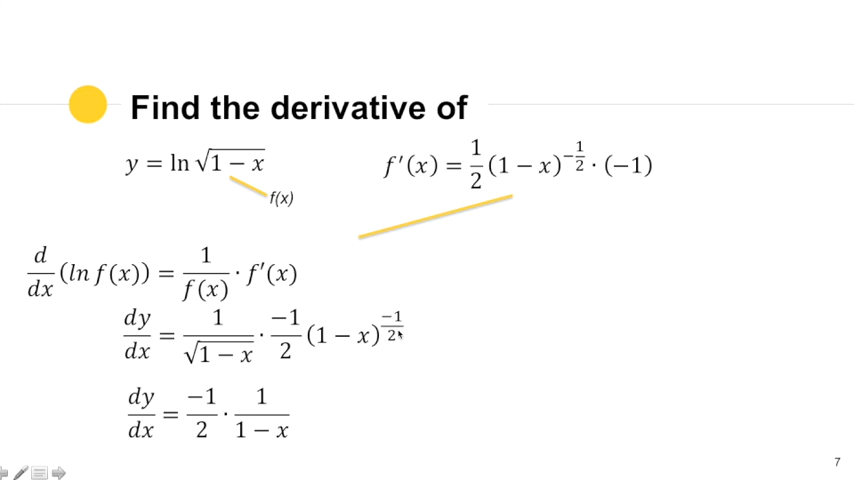 Find the derivative of
y = ln √(1 − x)
f′(x) = 1/2 (1 − x)^(−1/2) · (−1)
f(x)
d/dx (ln f(x)) = 1/f(x) · f′(x)
dy/dx = 1/√(1 − x) · −1/2 (1 − x)^(−1/2)
dy/dx = −1/2 · 1/(1 − x)
7